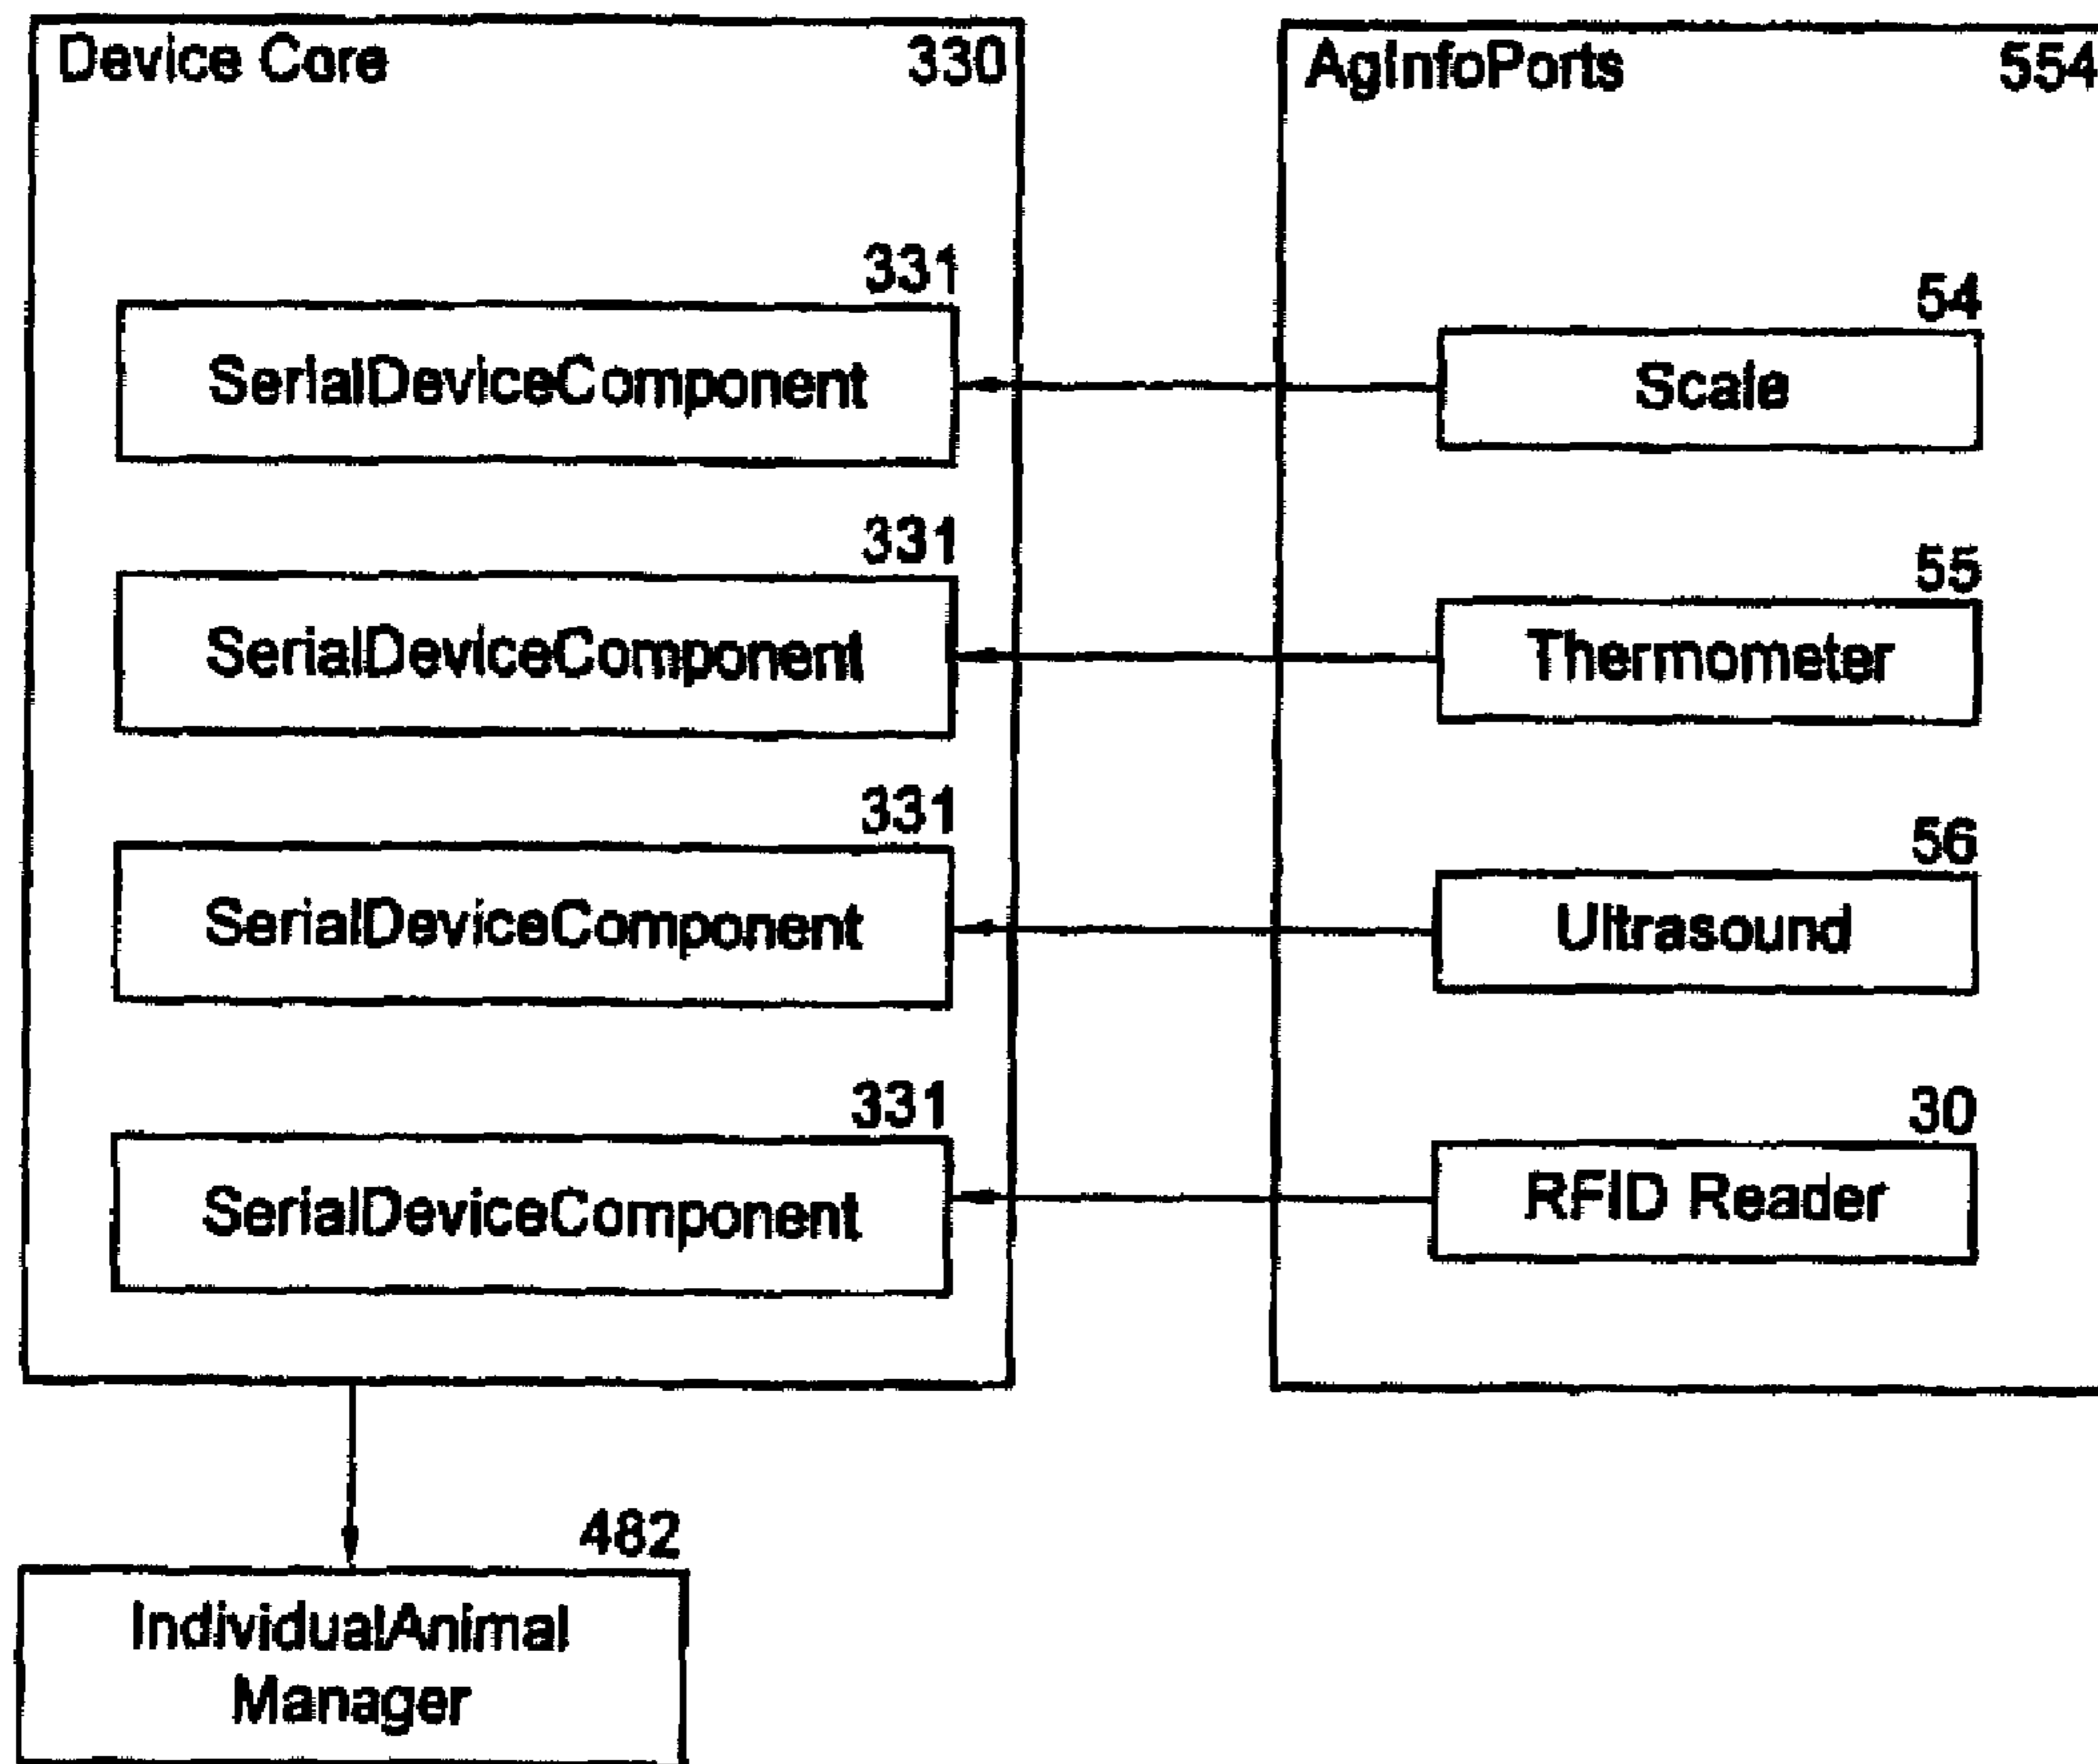 Device Core 330
331
SerialDeviceComponent
331
SerialDeviceComponent
331
SerialDeviceComponent
331
SerialDeviceComponent
AgInfoPorts 554
54
Scale
55
Thermometer
56
Ultrasound
30
RFID Reader
482
IndividualAnimal
Manager